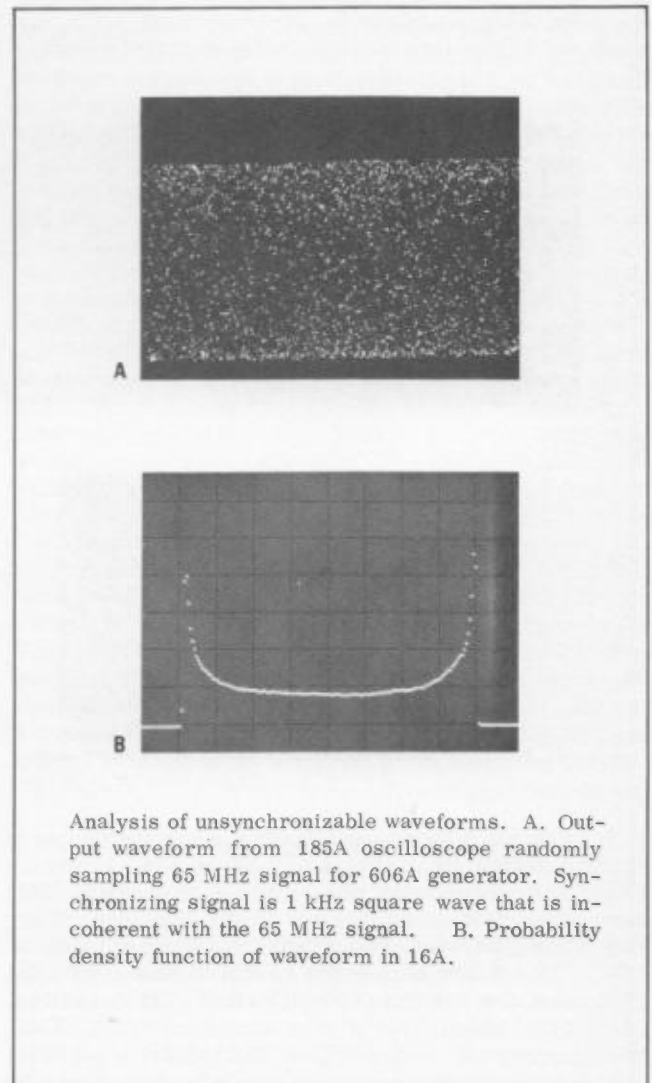 A
B
Analysis of unsynchronizable waveforms. A. Out-
put waveform from 185A oscilloscope randomly
sampling 65 MHz signal for 606A generator. Syn-
chronizing signal is 1 kHz square wave that is in-
coherent with the 65 MHz signal. B. Probability
density function of waveform in 16A.